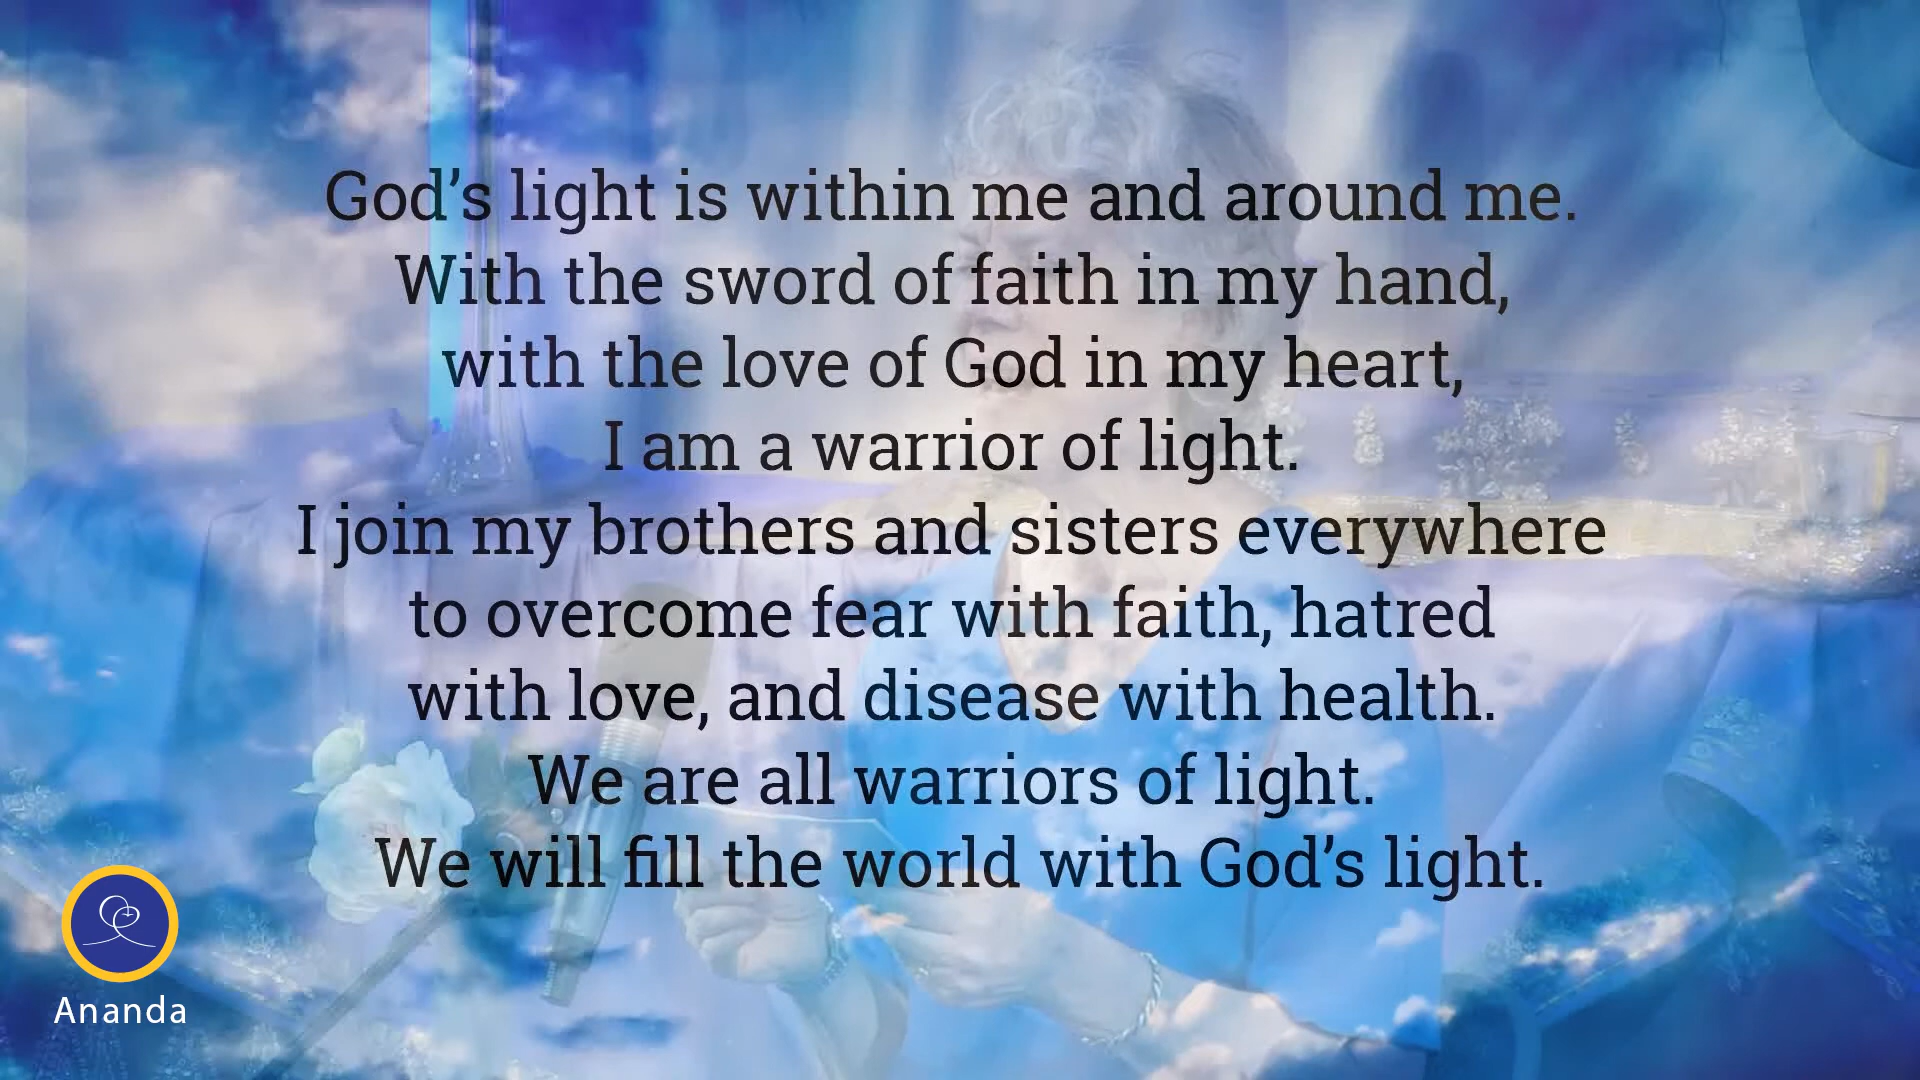 God’s light is within me and around me.
With the sword of faith in my hand,
with the love of God in my heart,
I am a warrior of light.
I join my brothers and sisters everywhere
to overcome fear with faith, hatred
with love, and disease with health.
We are all warriors of light.
We will fill the world with God’s light.
Ananda